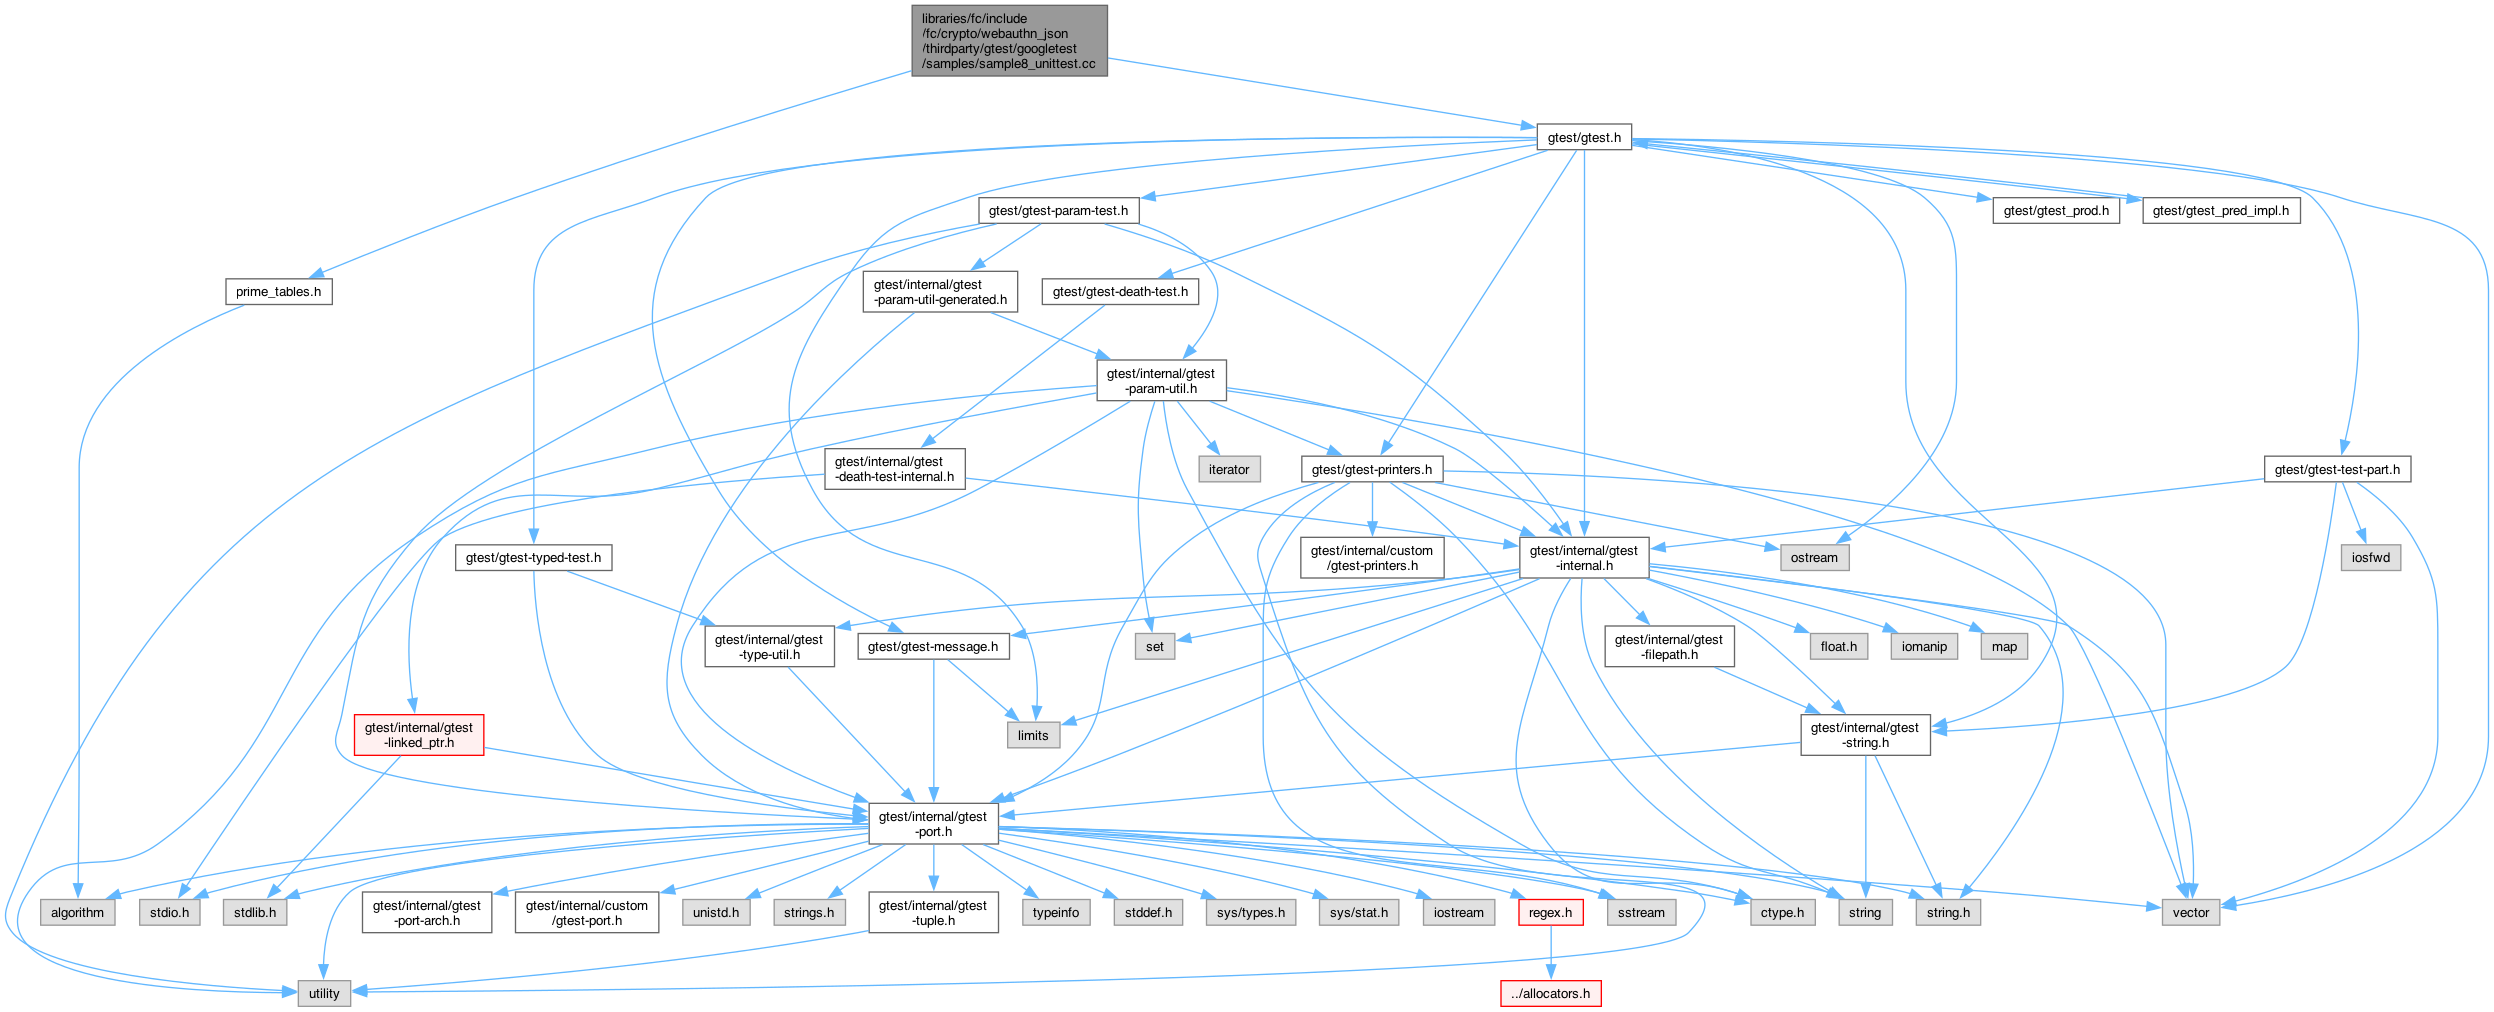 libraries/fc/include
/fc/crypto/webauthn_json
/thirdparty/gtest/googletest
/samples/sample8_unittest.cc
gtest/gtest.h
gtest/gtest-param-test.h
gtest/gtest_prod.h
gtest/gtest_pred_impl.h
prime_tables.h
gtest/internal/gtest
-param-util-generated.h
gtest/gtest-death-test.h
gtest/internal/gtest
-param-util.h
gtest/internal/gtest
-death-test-internal.h
iterator
gtest/gtest-printers.h
gtest/gtest-test-part.h
gtest/gtest-typed-test.h
gtest/internal/custom
/gtest-printers.h
gtest/internal/gtest
-internal.h
ostream
iosfwd
gtest/internal/gtest
-type-util.h
gtest/gtest-message.h
set
gtest/internal/gtest
-filepath.h
float.h
iomanip
map
gtest/internal/gtest
-linked_ptr.h
limits
gtest/internal/gtest
-string.h
gtest/internal/gtest
-port.h
algorithm
stdio.h
stdlib.h
gtest/internal/gtest
-port-arch.h
gtest/internal/custom
/gtest-port.h
unistd.h
strings.h
gtest/internal/gtest
-tuple.h
typeinfo
stddef.h
sys/types.h
sys/stat.h
iostream
regex.h
sstream
ctype.h
string
string.h
vector
utility
../allocators.h